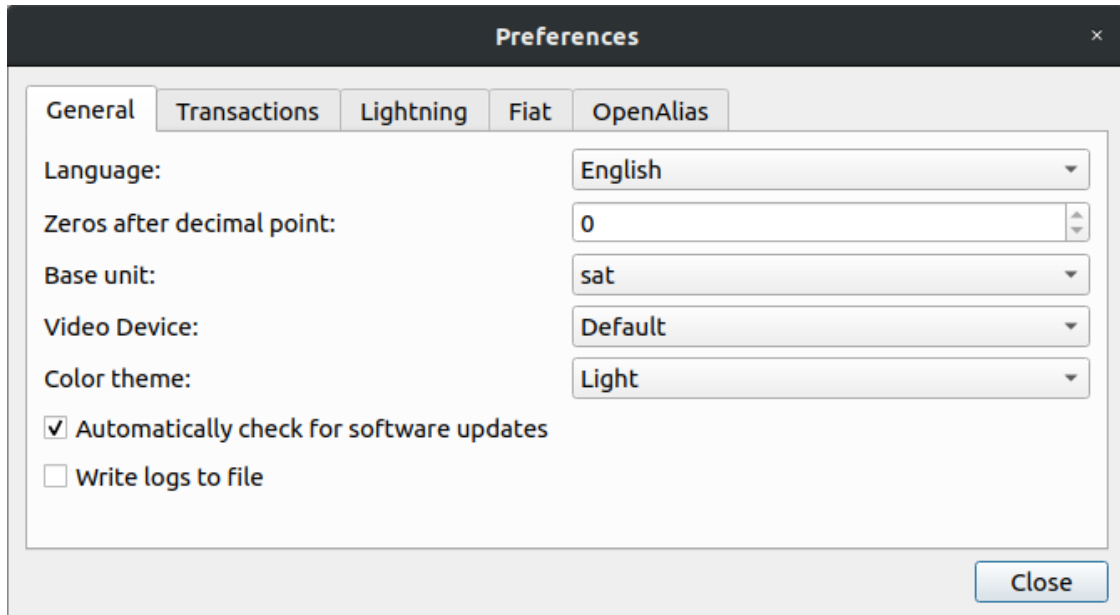 Preferences ×
General Transactions Lightning Fiat OpenAlias
Language: English
Zeros after decimal point: 0
Base unit: sat
Video Device: Default
Color theme: Light
Automatically check for software updates
Write logs to file
Close